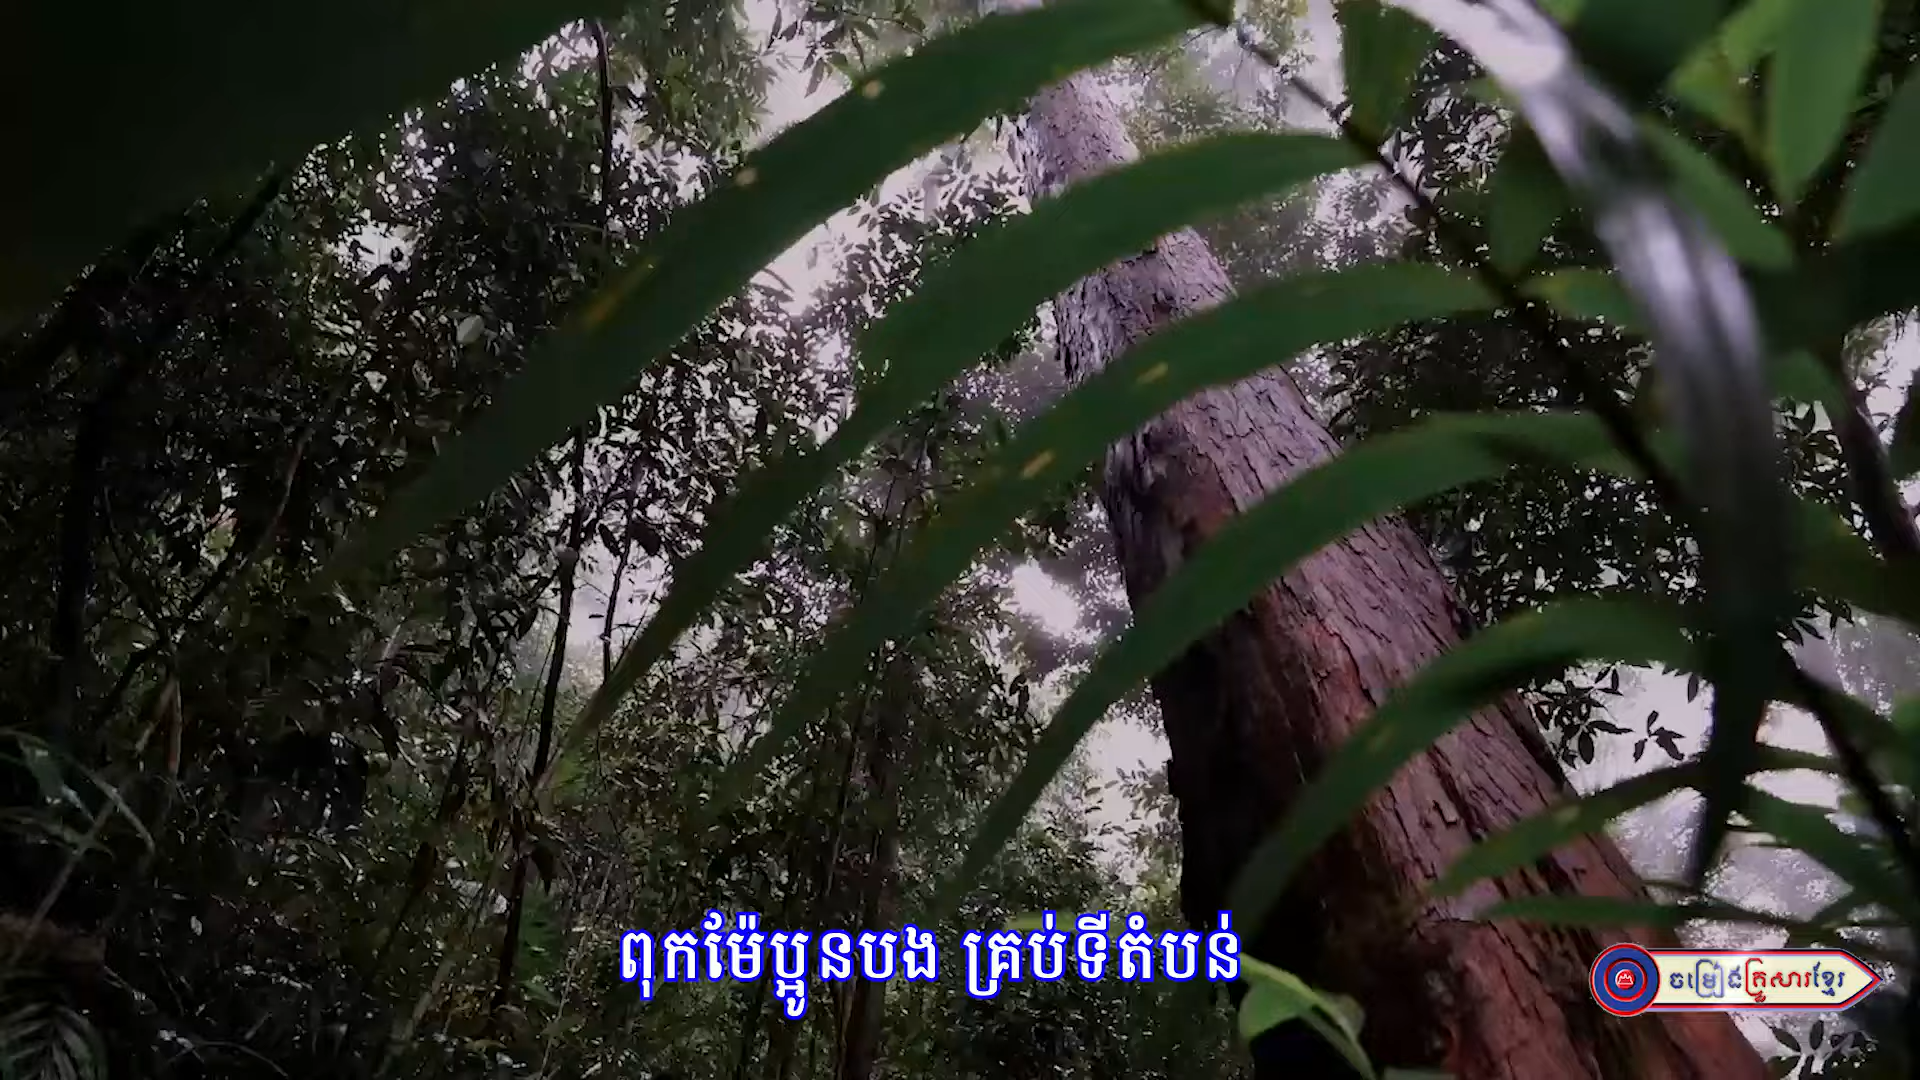 ពុកម៉ែប្អូនបង គ្រប់ទីតំបន់
ចម្រៀងគ្រួសារខ្មែរ